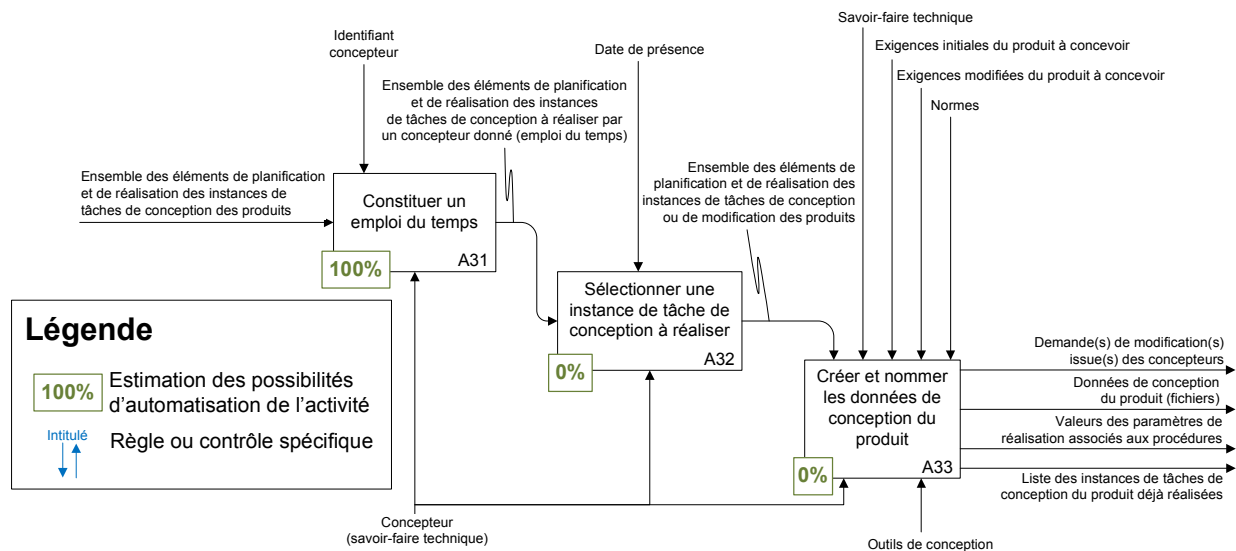 Savoir-faire technique
Identifiant
concepteur
Date de présence
Exigences initiales du produit à concevoir
Exigences modifiées du produit à concevoir
Normes
Ensemble des éléments de planification
et de réalisation des instances
de tâches de conception à réaliser par
un concepteur donné (emploi du temps)
Ensemble des éléments de planification
et de réalisation des instances de
tâches de conception des produits
Constituer un
emploi du temps
A31
100%
Ensemble des éléments de
planification et de réalisation des
instances de tâches de conception
ou de modification des produits
Sélectionner une
instance de tâche de
conception à réaliser
A32
0%
Créer et nommer
les données de
conception du
produit
A33
0%
Demande(s) de modification(s)
issue(s) des concepteurs
Données de conception
du produit (fichiers)
Valeurs des paramètres de
réalisation associés aux procédures
Liste des instances de tâches de
conception du produit déjà réalisées
Légende
100%
Estimation des possibilités
d'automatisation de l'activité
Intitulé
Règle ou contrôle spécifique
Concepteur
(savoir-faire technique)
Outils de conception